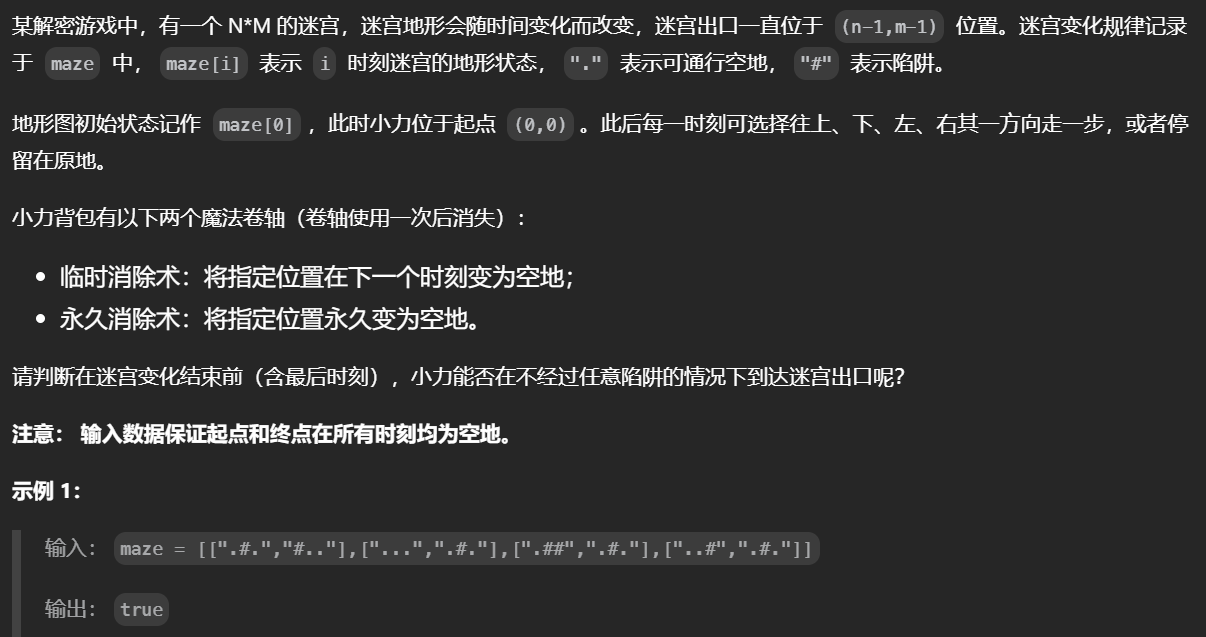 某解密游戏中，有一个 N*M 的迷宫，迷宫地形会随时间变化而改变，迷宫出口一直位于 (n-1,m-1) 位置。迷宫变化规律记录
于 maze 中， maze[i] 表示 i 时刻迷宫的地形状态， "." 表示可通行空地， "#" 表示陷阱。
地形图初始状态记作 maze[0] ，此时小力位于起点 (0,0) 。此后每一时刻可选择往上、下、左、右其一方向走一步，或者停
留在原地。
小力背包有以下两个魔法卷轴（卷轴使用一次后消失）：
• 临时消除术：将指定位置在下一个时刻变为空地；
• 永久消除术：将指定位置永久变为空地。
请判断在迷宫变化结束前（含最后时刻），小力能否在不经过任意陷阱的情况下到达迷宫出口呢？
注意： 输入数据保证起点和终点在所有时刻均为空地。
示例 1：
输入： maze = [[".#.","#.."],["...",".#."],[".##",".#."],["..#",".#."]]
输出： true